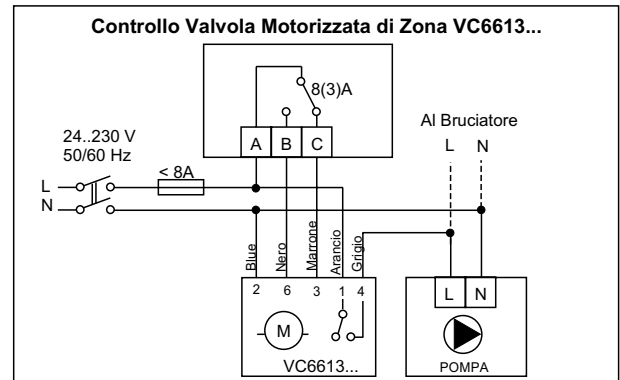 Controllo Valvola Motorizzata di Zona VC6613...
8(3)A
A B C
Al Bruciatore
L N
24..230 V
50/60 Hz
< 8A
L
N
Blue
Nero
Marrone
Arancio
Grigio
2 6 3 1 4
L N
M
VC6613...
POMPA